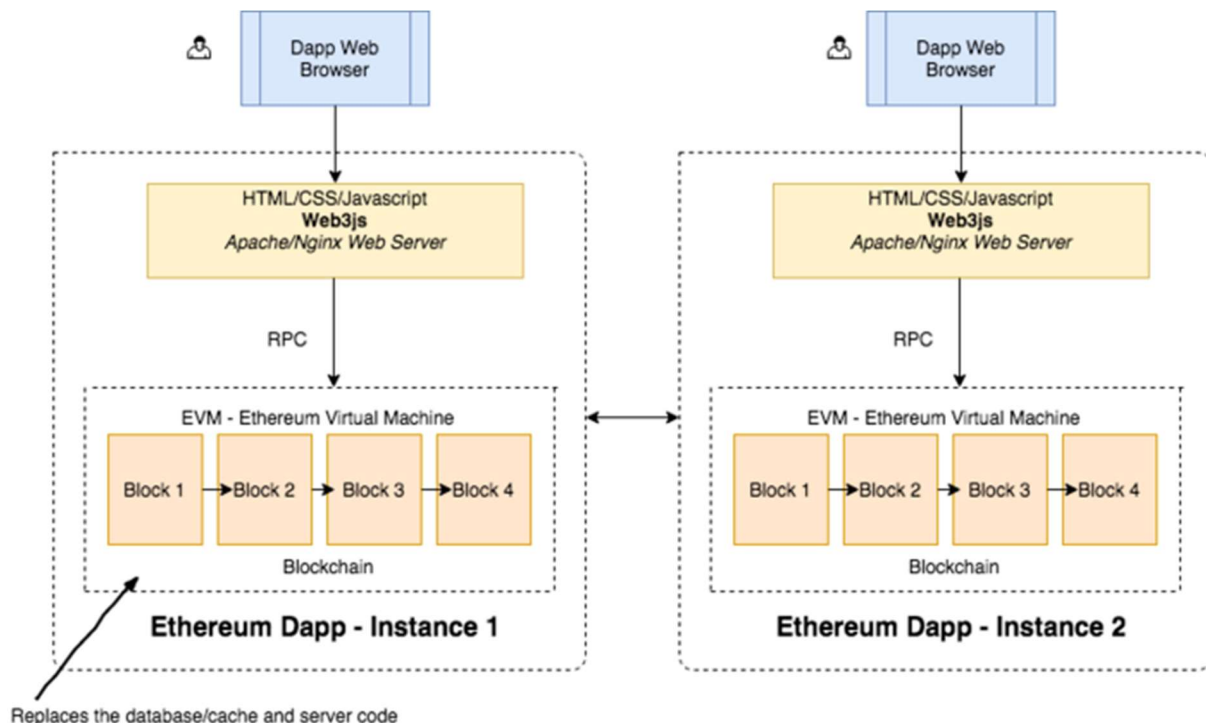 Dapp Web
Browser
HTML/CSS/Javascript
Web3js
Apache/Nginx Web Server
RPC
EVM - Ethereum Virtual Machine
Block 1
Block 2
Block 3
Block 4
Blockchain
Ethereum Dapp - Instance 1
Replaces the database/cache and server code
Dapp Web
Browser
HTML/CSS/Javascript
Web3js
Apache/Nginx Web Server
RPC
EVM - Ethereum Virtual Machine
Block 1
Block 2
Block 3
Block 4
Blockchain
Ethereum Dapp - Instance 2